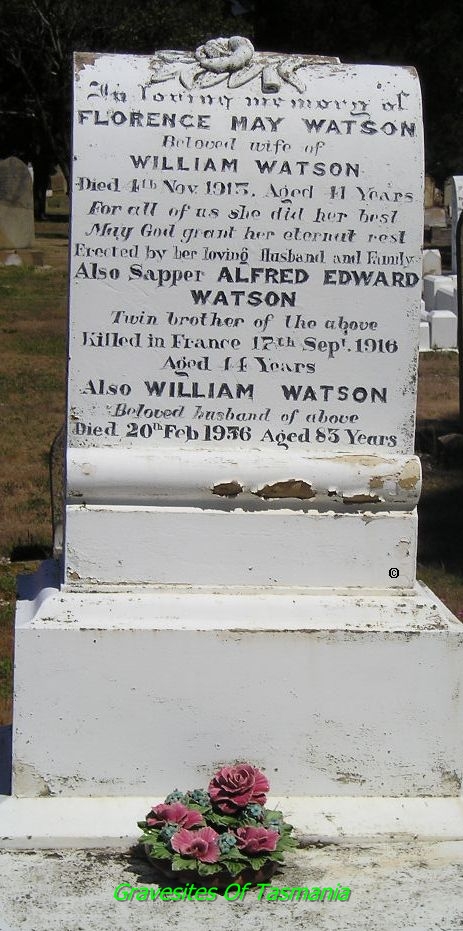 In loving memory of
FLORENCE MAY WATSON
Beloved wife of
WILLIAM WATSON
Died 4th Nov. 1913. Aged 41 Years
For all of us she did her best
May God grant her eternal rest
Erected by her loving Husband and Family.
Also Sapper ALFRED EDWARD
WATSON
Twin brother of the above
Killed in France 17th Sept. 1916
Aged 44 Years
Also WILLIAM WATSON
Beloved husband of above
Died 20th Feb 1936 Aged 83 Years
©
Gravesites Of Tasmania